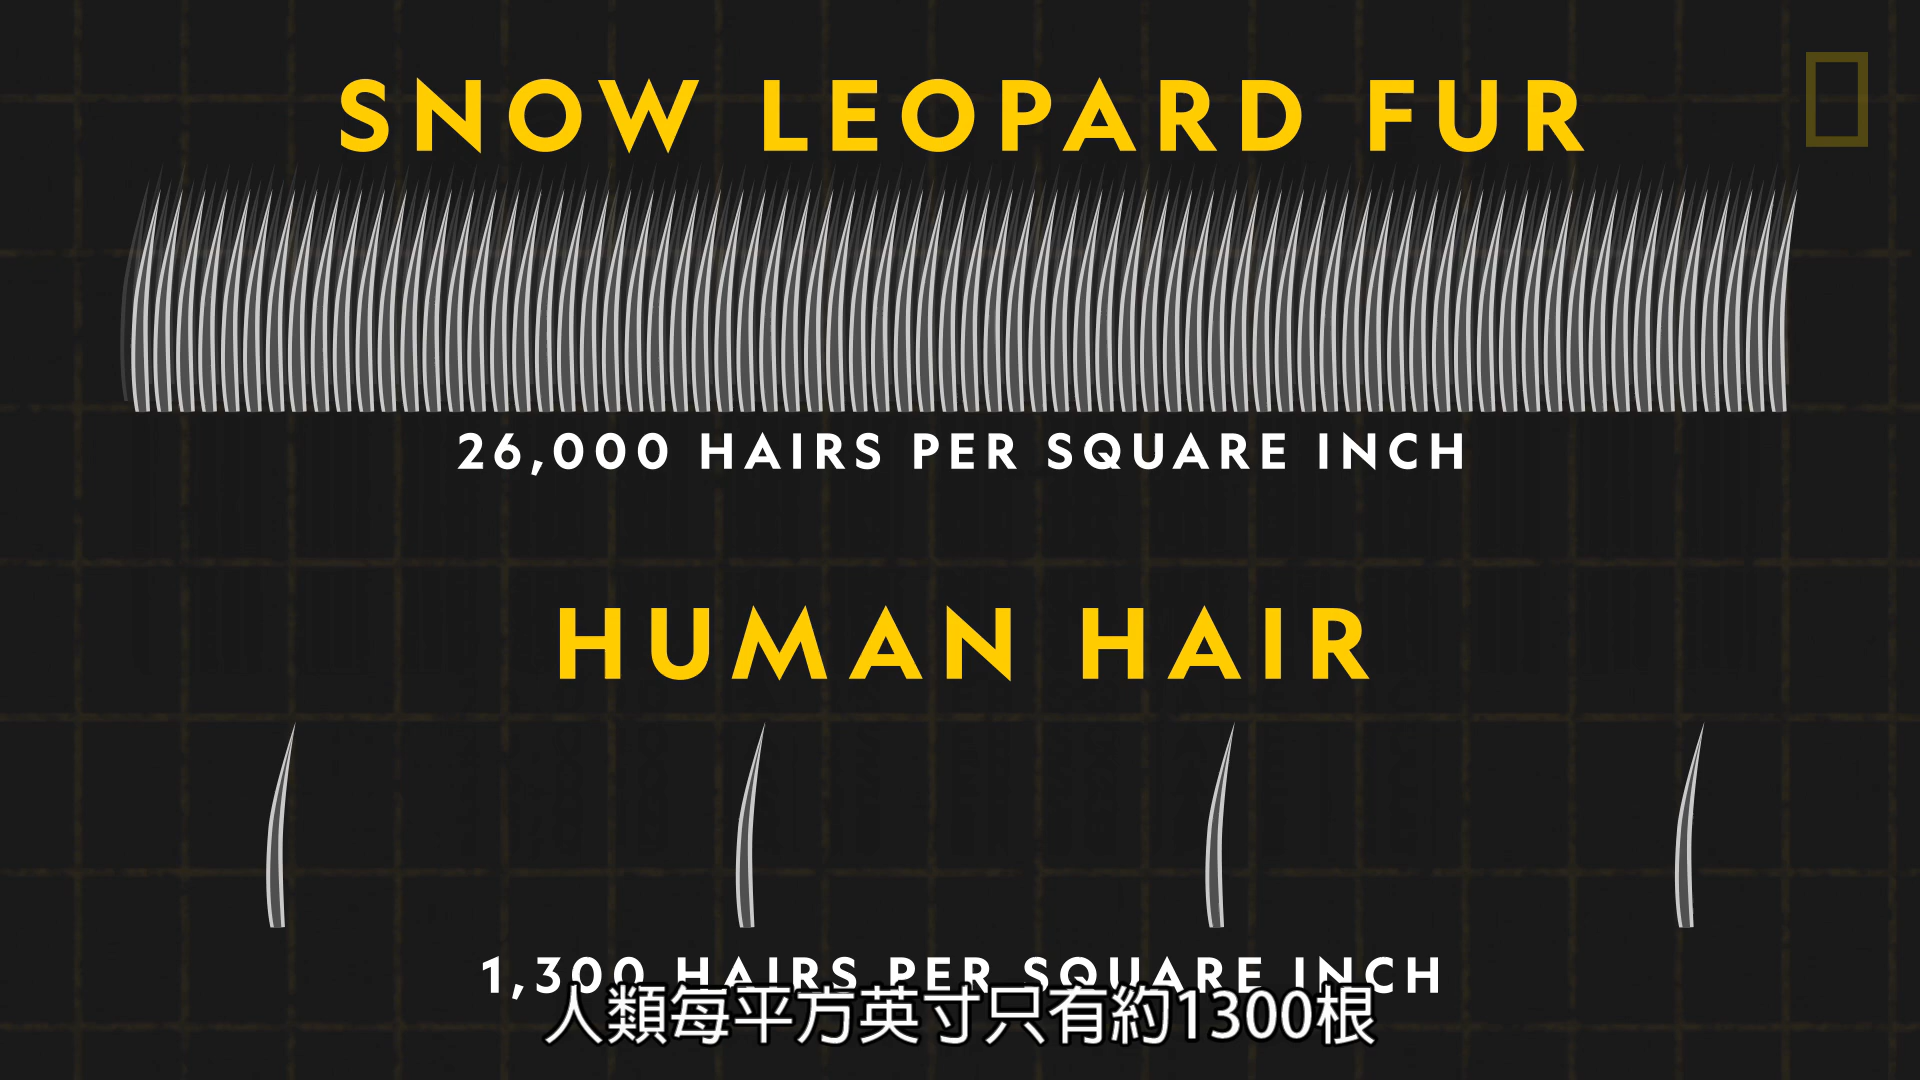 SNOW LEOPARD FUR
26,000 HAIRS PER SQUARE INCH
HUMAN HAIR
1,300 HAIRS PER SQUARE INCH
人類每平方英寸只有約1300根